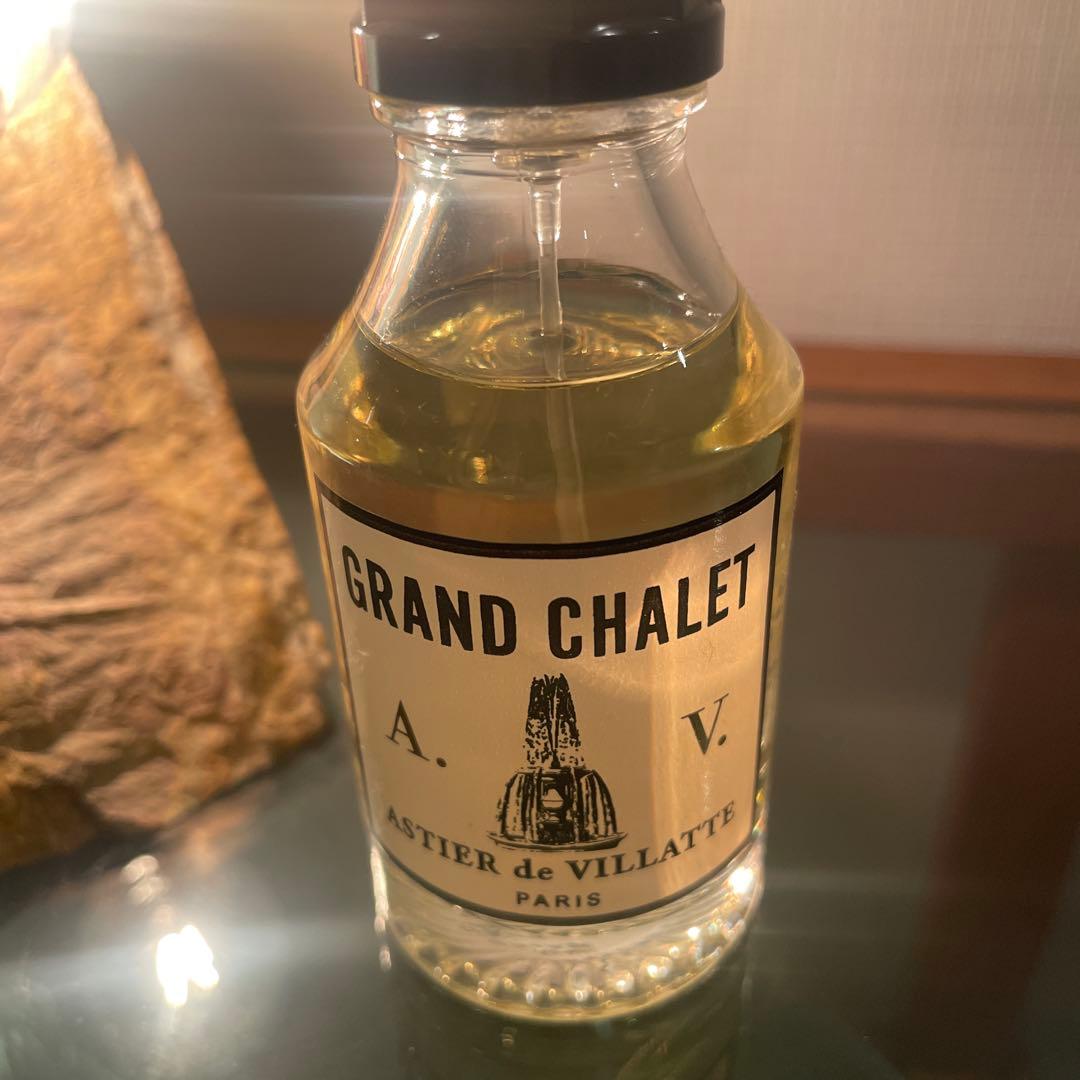 GRAND CHALET
A. V.
ASTIER de VILLATTE
PARIS